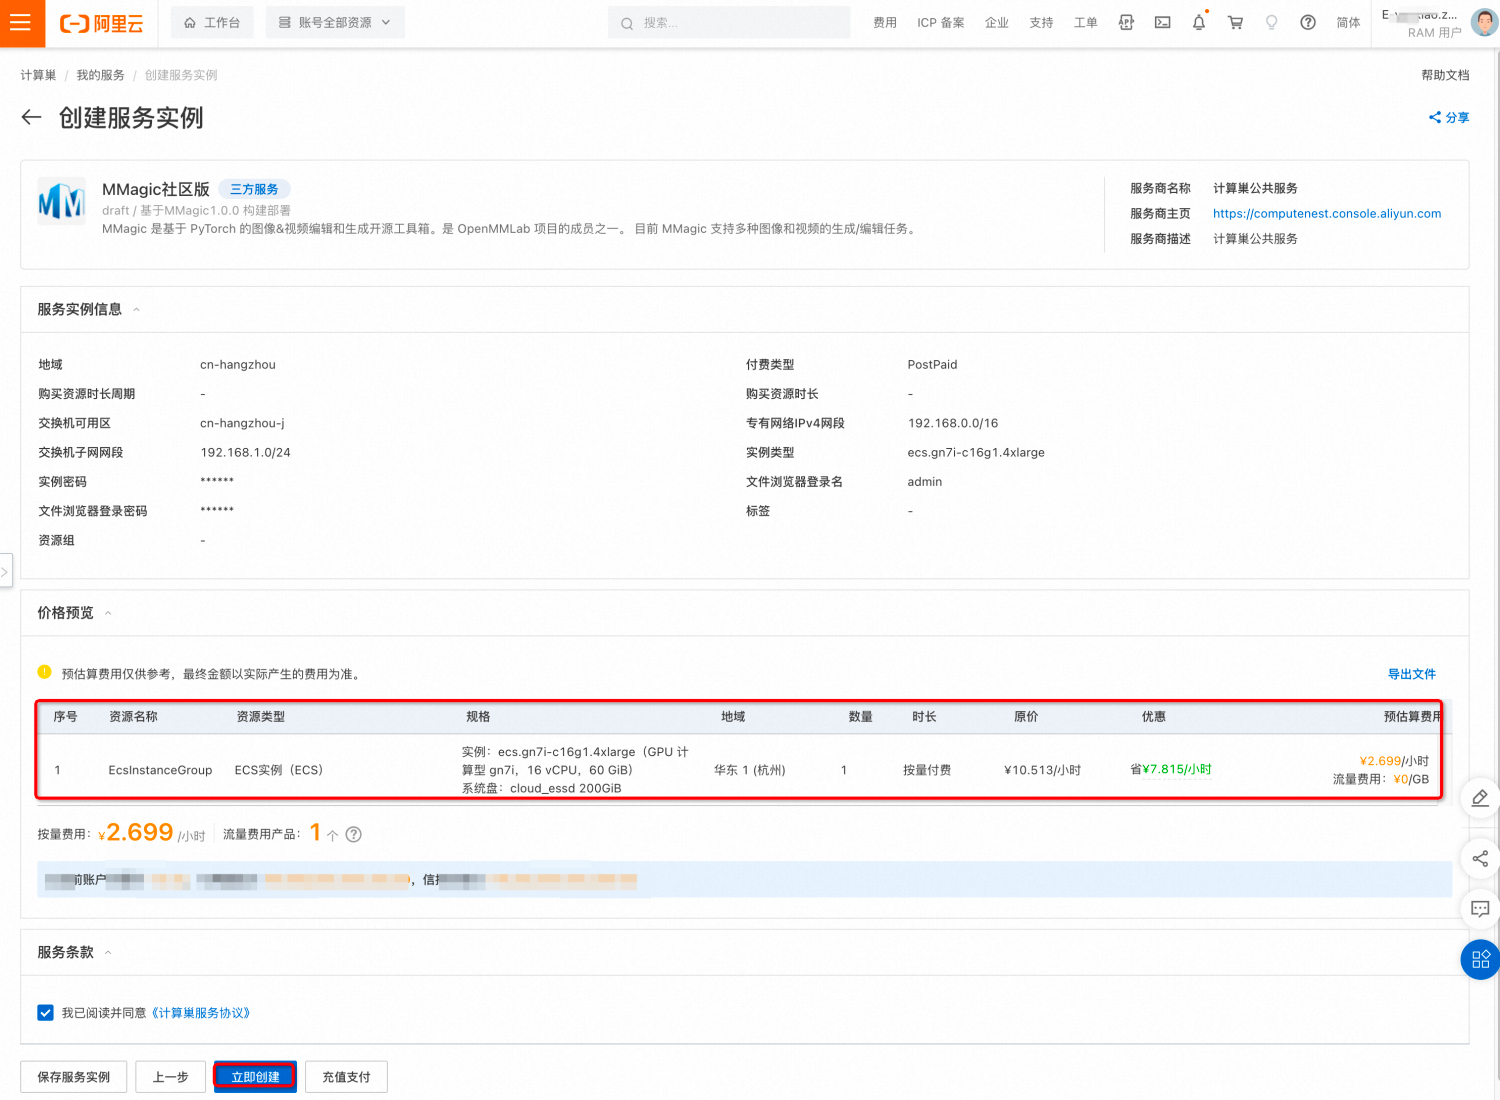 阿里云
工作台
账号全部资源
搜索...
费用
ICP 备案
企业
支持
工单
简体
RAM 用户
计算巢 / 我的服务 / 创建服务实例
帮助文档
创建服务实例
分享
MMagic社区版
三方服务
draft / 基于MMagic1.0.0 构建部署
MMagic 是基于 PyTorch 的图像&视频编辑和生成开源工具箱。是 OpenMMLab 项目的成员之一。 目前 MMagic 支持多种图像和视频的生成/编辑任务。
服务商名称 计算巢公共服务
服务商主页 https://computenest.console.aliyun.com
服务商描述 计算巢公共服务
服务实例信息
地域 cn-hangzhou
付费类型 PostPaid
购买资源时长周期 -
购买资源时长 -
交换机可用区 cn-hangzhou-j
专有网络IPv4网段 192.168.0.0/16
交换机子网网段 192.168.1.0/24
实例类型 ecs.gn7i-c16g1.4xlarge
实例密码 ******
文件浏览器登录名 admin
文件浏览器登录密码 ******
标签 -
资源组 -
价格预览
预估算费用仅供参考，最终金额以实际产生的费用为准。
导出文件
序号 资源名称 资源类型 规格 地域 数量 时长 原价 优惠 预估算费用
1 EcsInstanceGroup ECS实例（ECS）
实例：ecs.gn7i-c16g1.4xlarge（GPU 计
算型 gn7i，16 vCPU，60 GiB）
系统盘：cloud_essd 200GiB
华东 1 (杭州) 1 按量付费 ¥10.513/小时 省¥7.815/小时
¥2.699/小时
流量费用：¥0/GB
按量费用：¥2.699 /小时 流量费用产品：1 个
前账户 ，信
服务条款
我已阅读并同意《计算巢服务协议》
保存服务实例
上一步
立即创建
充值支付